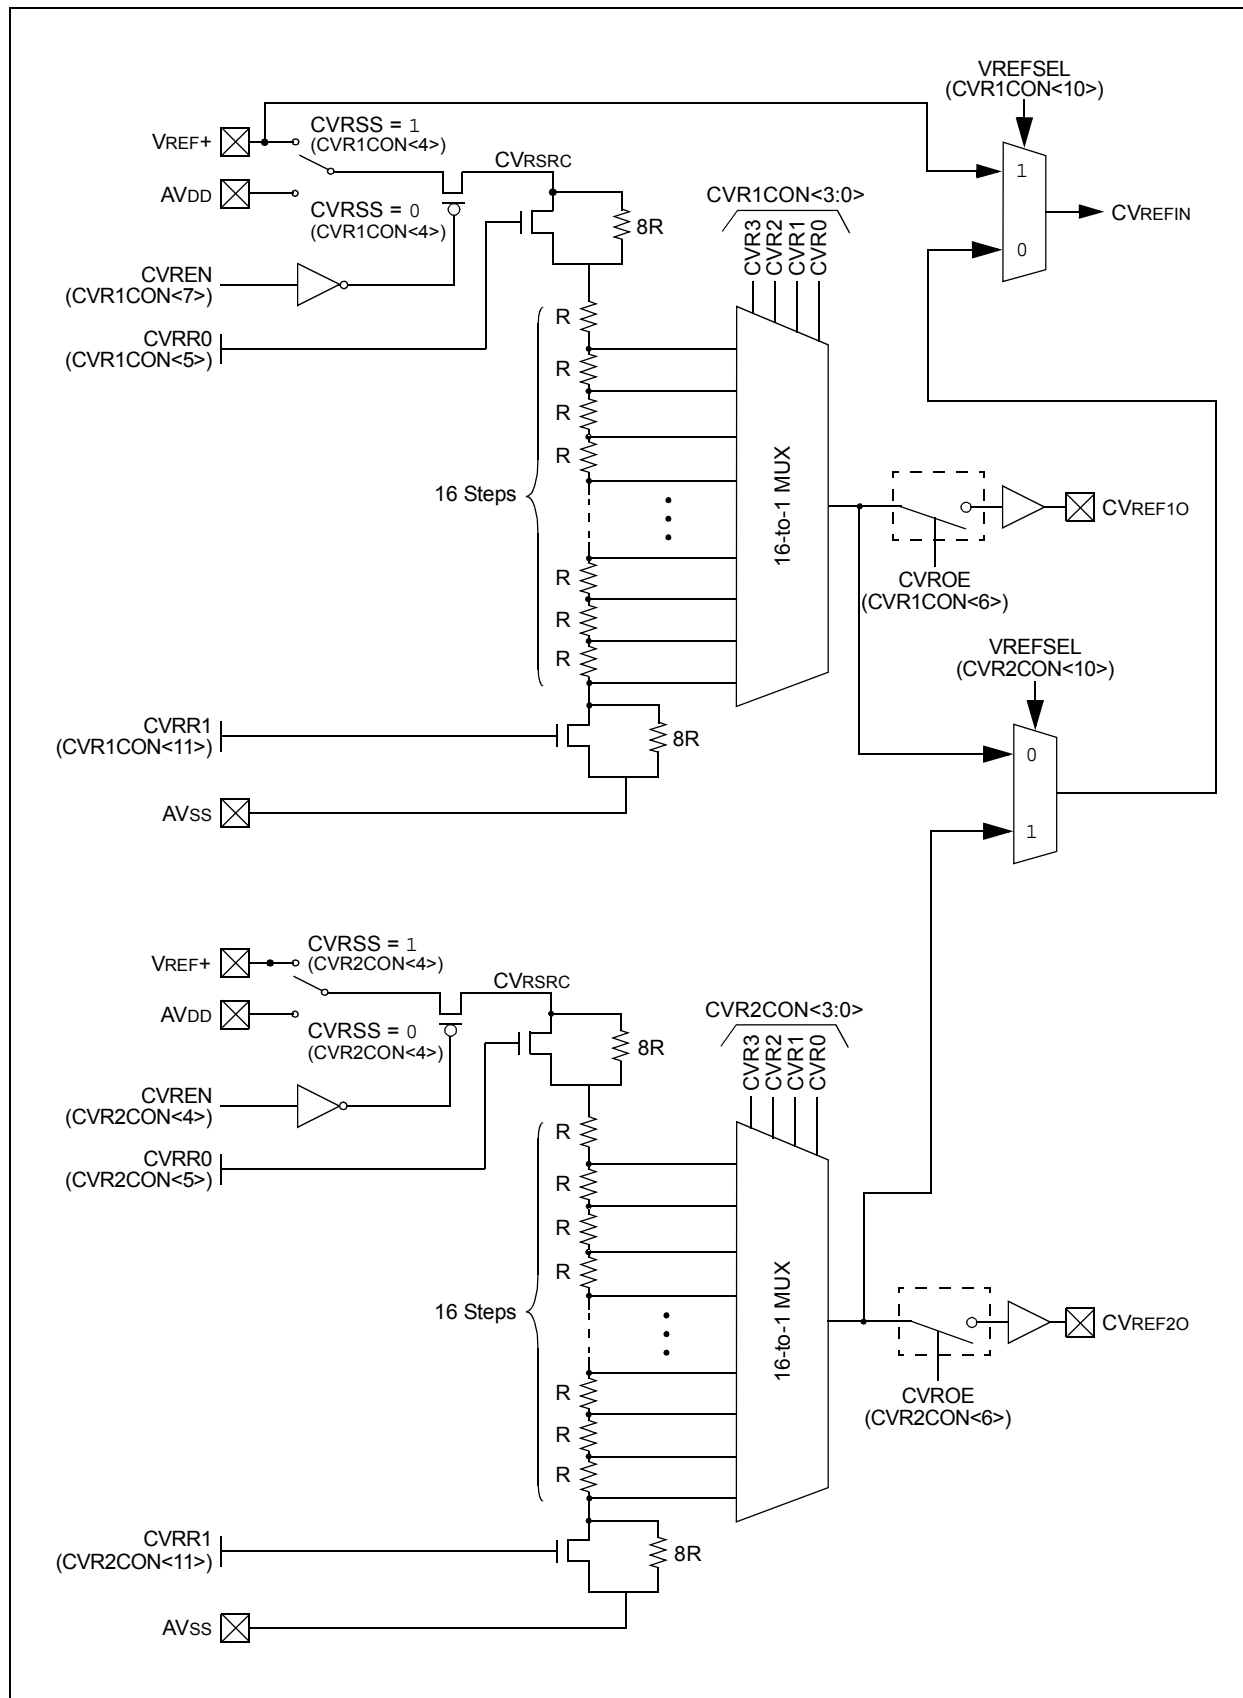 VREFSEL
(CVR1CON<10>)
VREF+
CVRSS = 1
(CVR1CON<4>)
CVRSRC
AVDD
CVRSS = 0
(CVR1CON<4>)
8R
CVR1CON<3:0>
CVR3
CVR2
CVR1
CVR0
1
0
CVREFIN
CVREN
(CVR1CON<7>)
CVRR0
(CVR1CON<5>)
R
R
R
R
16 Steps
R
R
R
16-to-1 MUX
CVREF1O
CVROE
(CVR1CON<6>)
VREFSEL
(CVR2CON<10>)
0
1
CVRR1
(CVR1CON<11>)
8R
AVSS
VREF+
CVRSS = 1
(CVR2CON<4>)
CVRSRC
AVDD
CVRSS = 0
(CVR2CON<4>)
8R
CVR2CON<3:0>
CVR3
CVR2
CVR1
CVR0
CVREN
(CVR2CON<4>)
CVRR0
(CVR2CON<5>)
R
R
R
R
16 Steps
R
R
R
16-to-1 MUX
CVREF2O
CVROE
(CVR2CON<6>)
CVRR1
(CVR2CON<11>)
8R
AVSS